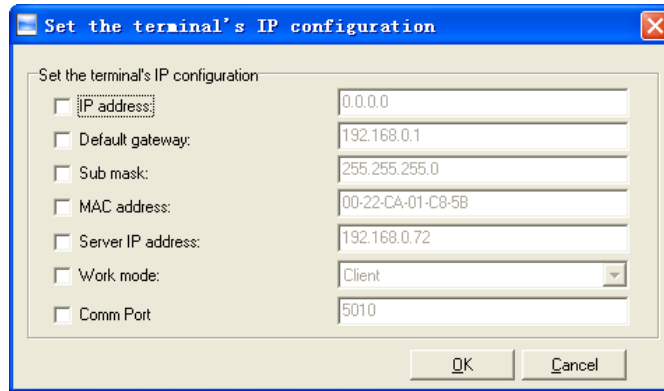 Set the terminal's IP configuration
Set the terminal's IP configuration
IP address: 0.0.0.0
Default gateway: 192.168.0.1
Sub mask: 255.255.255.0
MAC address: 00-22-CA-01-C8-5B
Server IP address: 192.168.0.72
Work mode: Client
Comm Port 5010
OK Cancel